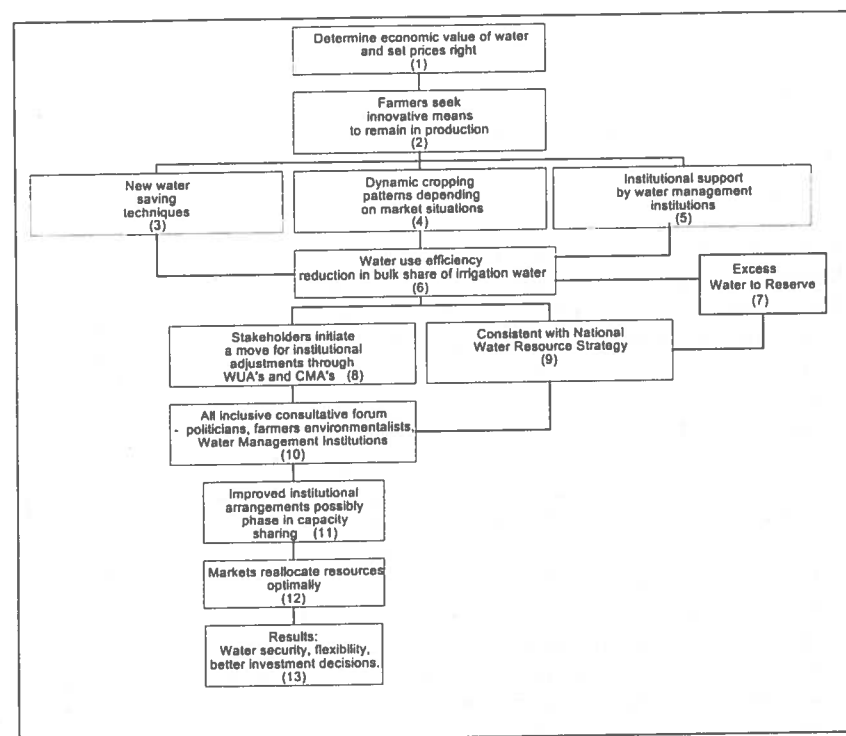 Determine economic value of water
and set prices right
(1)
Farmers seek
innovative means
to remain in production
(2)
New water
saving
techniques
(3)
Dynamic cropping
patterns depending
on market situations
(4)
Institutional support
by water management
institutions
(5)
Water use efficiency
reduction in bulk share of irrigation water
(6)
Excess
Water to Reserve
(7)
Stakeholders initiate
a move for institutional
adjustments through
WUA's and CMA's (8)
Consistent with National
Water Resource Strategy
(9)
All inclusive consultative forum
- politicians, farmers environmentalists,
Water Management Institutions
(10)
Improved institutional
arrangements possibly
phase in capacity
sharing (11)
Markets reallocate resources
optimally
(12)
Results:
Water security, flexibility,
better investment decisions.
(13)